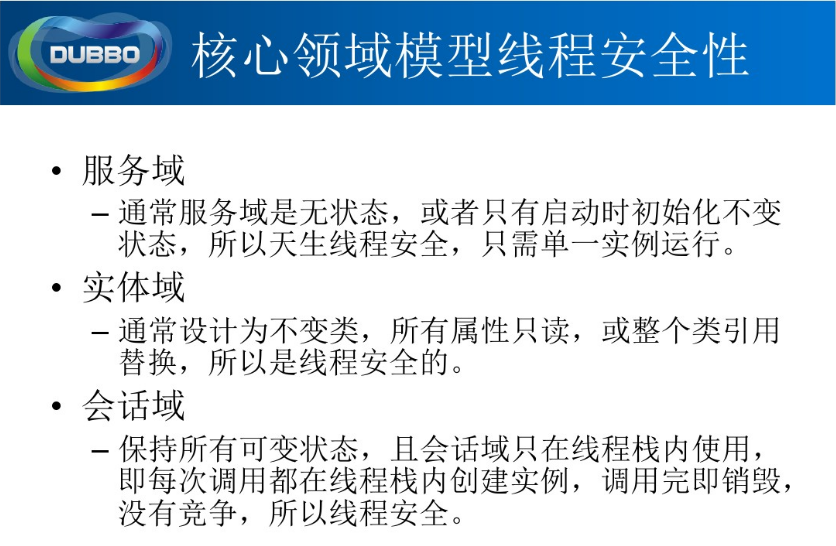 DUBBO 核心领域模型线程安全性
• 服务域
– 通常服务域是无状态，或者只有启动时初始化不变
状态，所以天生线程安全，只需单一实例运行。
• 实体域
– 通常设计为不变类，所有属性只读，或整个类引用
替换，所以是线程安全的。
• 会话域
– 保持所有可变状态，且会话域只在线程栈内使用，
即每次调用都在线程栈内创建实例，调用完即销毁，
没有竞争，所以线程安全。